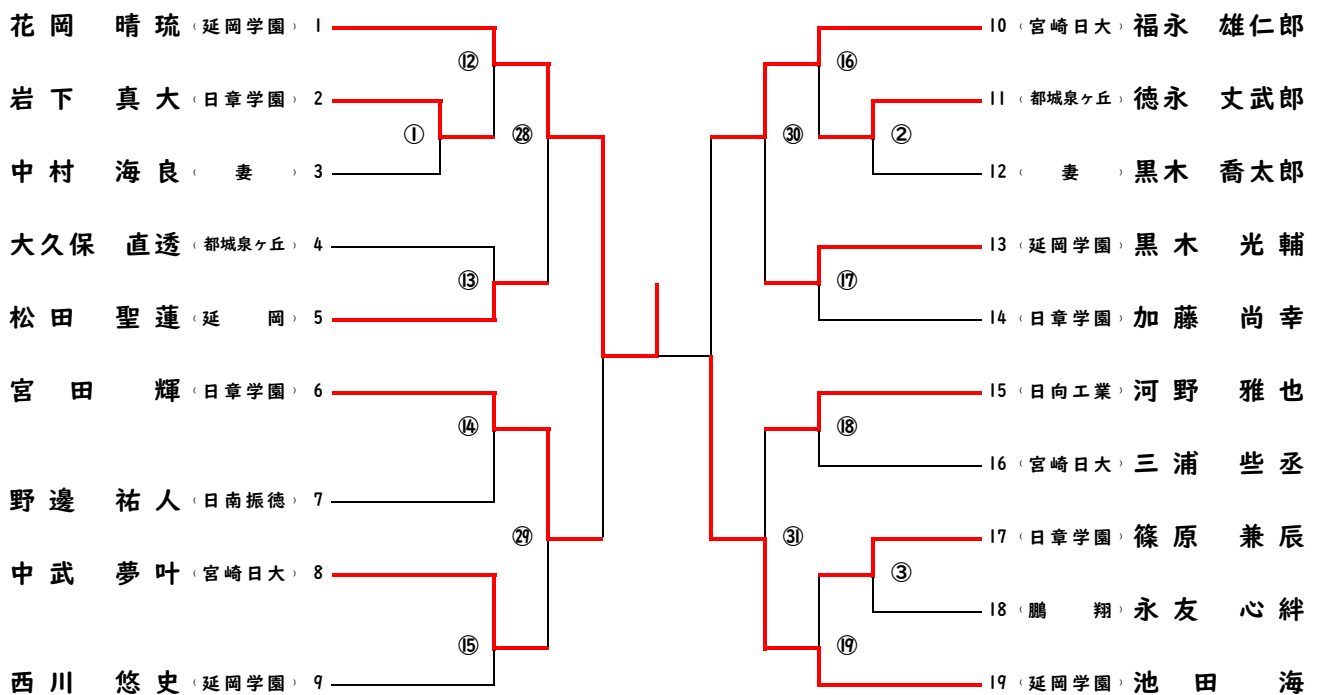 花岡 晴琉 (延岡学園) 1
⑫
岩下 真大 (日章学園) 2
① ㉘
中村 海良 (妻) 3
大久保 直透 (都城泉ヶ丘) 4
⑬
松田 聖蓮 (延岡) 5
宮田 輝 (日章学園) 6
⑭
野邊 祐人 (日南振徳) 7
㉙
中武 夢叶 (宮崎日大) 8
⑮
西川 悠史 (延岡学園) 9
10 (宮崎日大) 福永 雄仁郎
⑯
11 (都城泉ヶ丘) 徳永 丈武郎
㉚ ②
12 (妻) 黒木 喬太郎
13 (延岡学園) 黒木 光輔
⑰
14 (日章学園) 加藤 尚幸
15 (日向工業) 河野 雅也
⑱
16 (宮崎日大) 三浦 些丞
17 (日章学園) 篠原 兼辰
㉛ ③
18 (鵬翔) 永友 心絆
⑲
19 (延岡学園) 池田 海